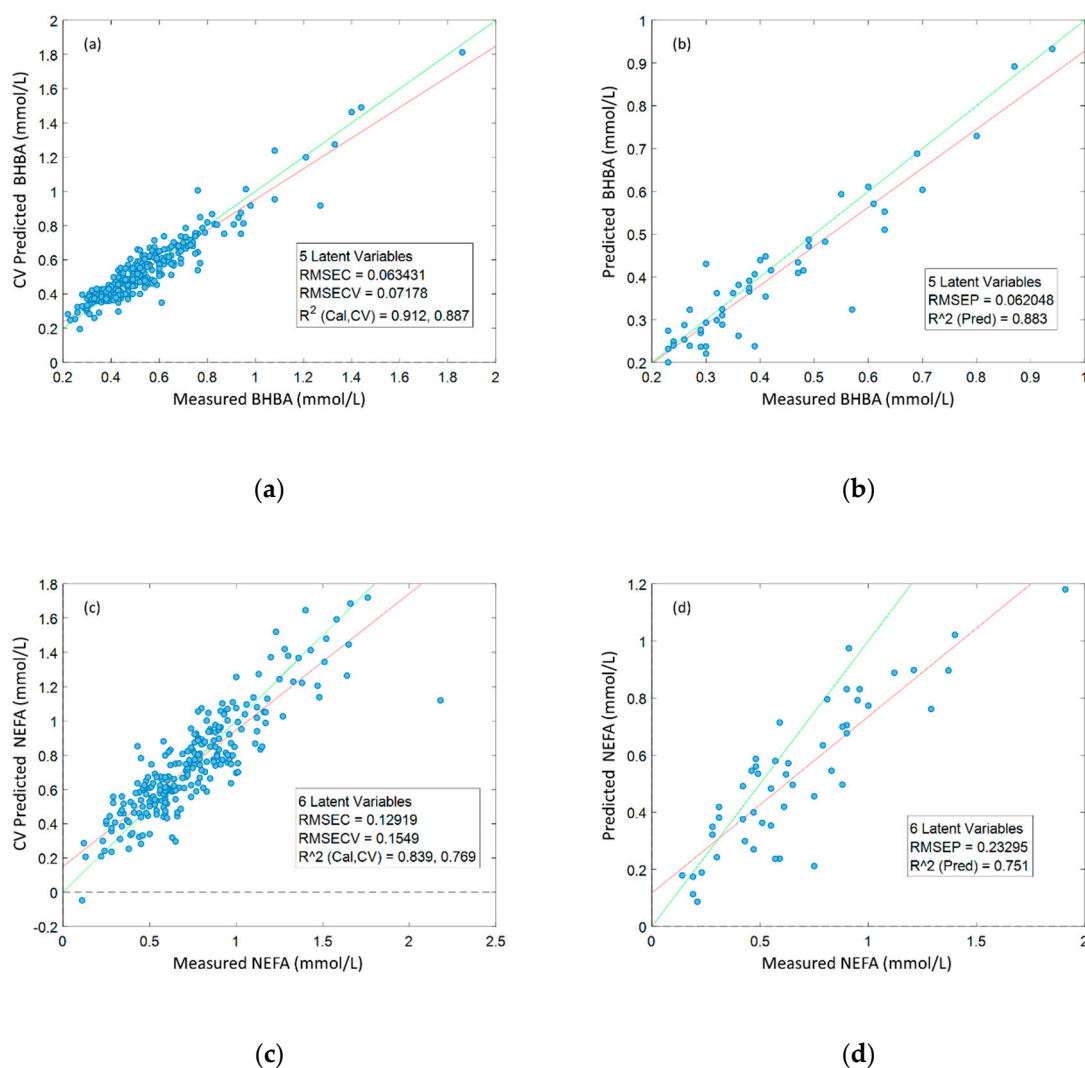 (a)
CV Predicted BHBA (mmol/L)
2
1.8
1.6
1.4
1.2
1
0.8
0.6
0.4
0.2
0
5 Latent Variables
RMSEC = 0.063431
RMSECV = 0.07178
R² (Cal,CV) = 0.912, 0.887
0.2 0.4 0.6 0.8 1 1.2 1.4 1.6 1.8 2
Measured BHBA (mmol/L)
(a)
(b)
Predicted BHBA (mmol/L)
1
0.9
0.8
0.7
0.6
0.5
0.4
0.3
0.2
5 Latent Variables
RMSEP = 0.062048
R^2 (Pred) = 0.883
0.2 0.3 0.4 0.5 0.6 0.7 0.8 0.9 1
Measured BHBA (mmol/L)
(b)
(c)
CV Predicted NEFA (mmol/L)
1.8
1.6
1.4
1.2
1
0.8
0.6
0.4
0.2
0
-0.2
6 Latent Variables
RMSEC = 0.12919
RMSECV = 0.1549
R^2 (Cal,CV) = 0.839, 0.769
0 0.5 1 1.5 2 2.5
Measured NEFA (mmol/L)
(c)
(d)
Predicted NEFA (mmol/L)
1.2
1
0.8
0.6
0.4
0.2
0
6 Latent Variables
RMSEP = 0.23295
R^2 (Pred) = 0.751
0 0.5 1 1.5 2
Measured NEFA (mmol/L)
(d)